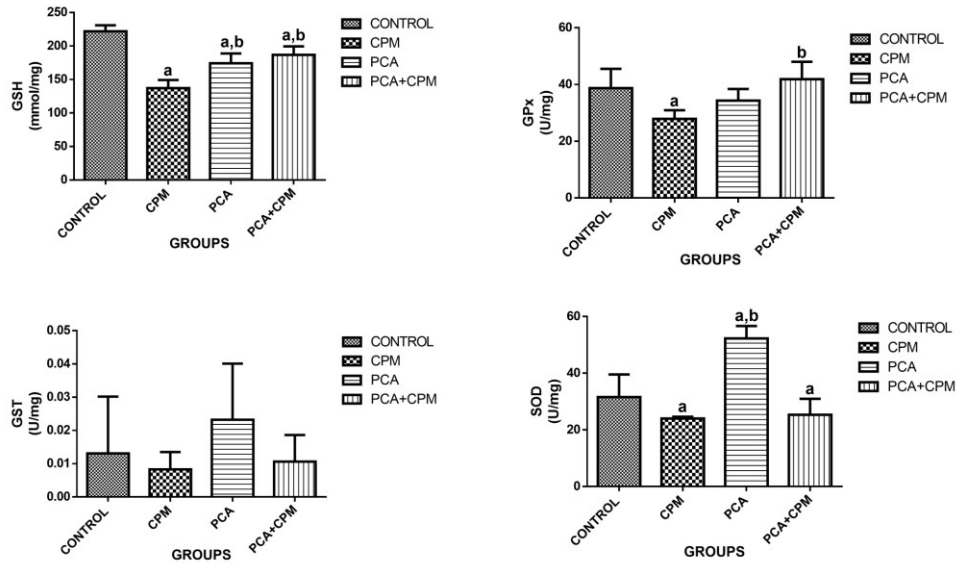 250
200
150
100
50
0
GSH
(mmol/mg)
a
a,b
a,b
CONTROL
CPM
PCA
PCA+CPM
GROUPS
CONTROL
CPM
PCA
PCA+CPM
60
40
20
0
GPx
(U/mg)
a
b
CONTROL
CPM
PCA
PCA+CPM
GROUPS
CONTROL
CPM
PCA
PCA+CPM
0.05
0.04
0.03
0.02
0.01
0.00
GST
(U/mg)
CONTROL
CPM
PCA
PCA+CPM
GROUPS
CONTROL
CPM
PCA
PCA+CPM
60
40
20
0
SOD
(U/mg)
a
a,b
a
CONTROL
CPM
PCA
PCA+CPM
GROUPS
CONTROL
CPM
PCA
PCA+CPM